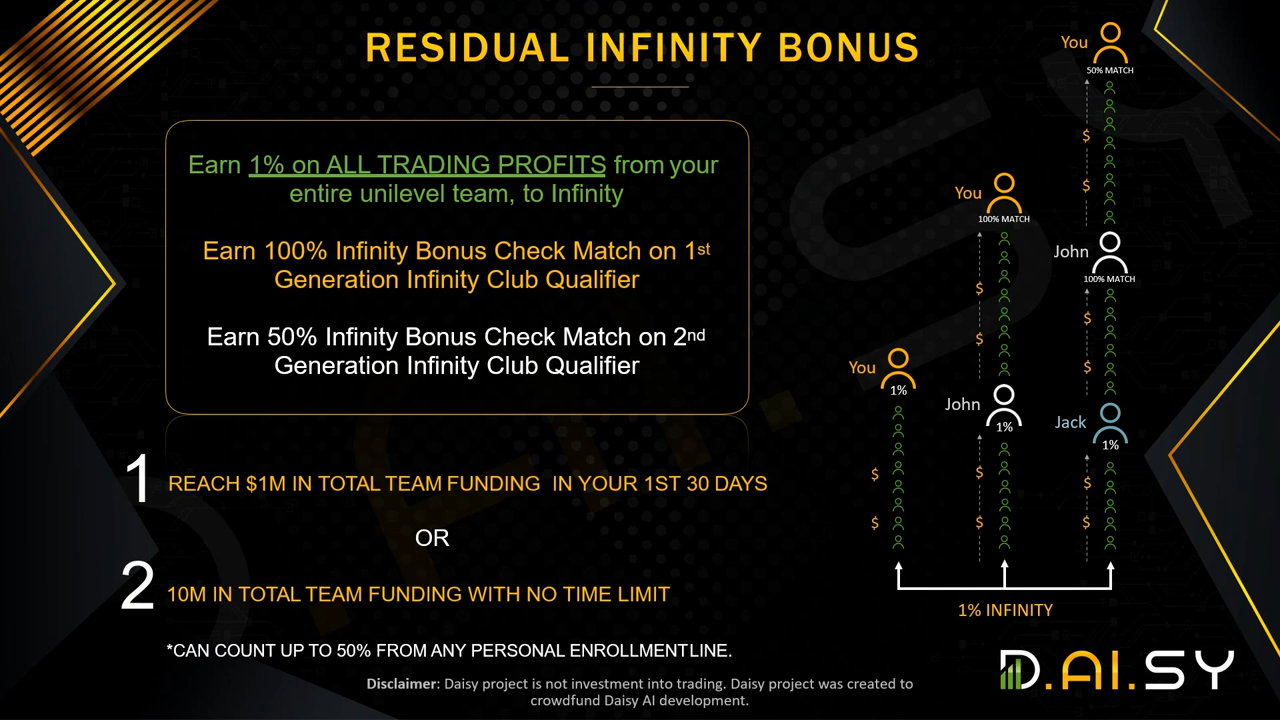 RESIDUAL INFINITY BONUS
Earn 1% on ALL TRADING PROFITS from your
entire unilevel team, to Infinity
Earn 100% Infinity Bonus Check Match on 1st
Generation Infinity Club Qualifier
Earn 50% Infinity Bonus Check Match on 2nd
Generation Infinity Club Qualifier
1 REACH $1M IN TOTAL TEAM FUNDING IN YOUR 1ST 30 DAYS
OR
2 10M IN TOTAL TEAM FUNDING WITH NO TIME LIMIT
*CAN COUNT UP TO 50% FROM ANY PERSONAL ENROLLMENT LINE.
You
1%
$
$
You
100% MATCH
$
$
John
1%
$
$
You
50% MATCH
$
$
John
100% MATCH
$
$
Jack
1%
$
$
1% INFINITY
Disclaimer: Daisy project is not investment into trading. Daisy project was created to
crowdfund Daisy AI development.
D.AI.SY